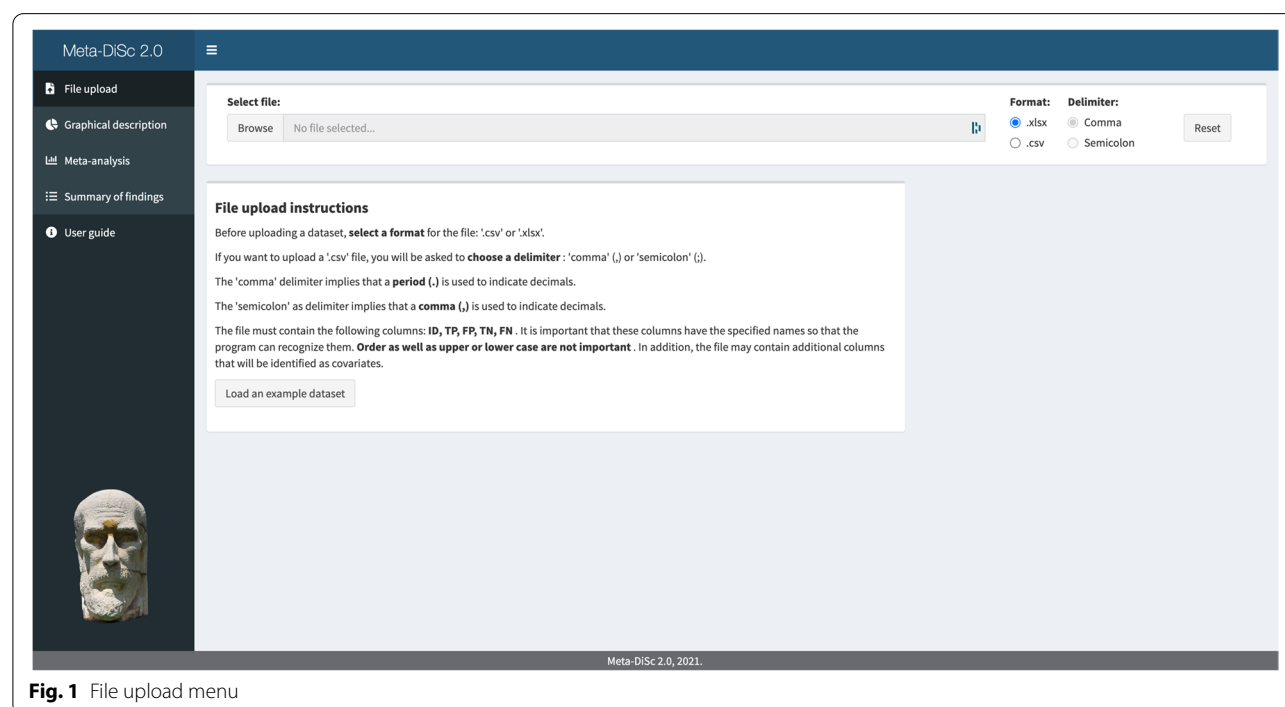 Meta-DiSc 2.0
File upload
Graphical description
Meta-analysis
Summary of findings
User guide
Select file:
Browse No file selected...
Format: Delimiter:
.xlsx Comma
.csv Semicolon
Reset
File upload instructions
Before uploading a dataset, select a format for the file: '.csv' or '.xlsx'.
If you want to upload a '.csv' file, you will be asked to choose a delimiter : 'comma' (,) or 'semicolon' (;).
The 'comma' delimiter implies that a period (.) is used to indicate decimals.
The 'semicolon' as delimiter implies that a comma (,) is used to indicate decimals.
The file must contain the following columns: ID, TP, FP, TN, FN . It is important that these columns have the specified names so that the
program can recognize them. Order as well as upper or lower case are not important . In addition, the file may contain additional columns
that will be identified as covariates.
Load an example dataset
Meta-DiSc 2.0, 2021.
Fig. 1 File upload menu